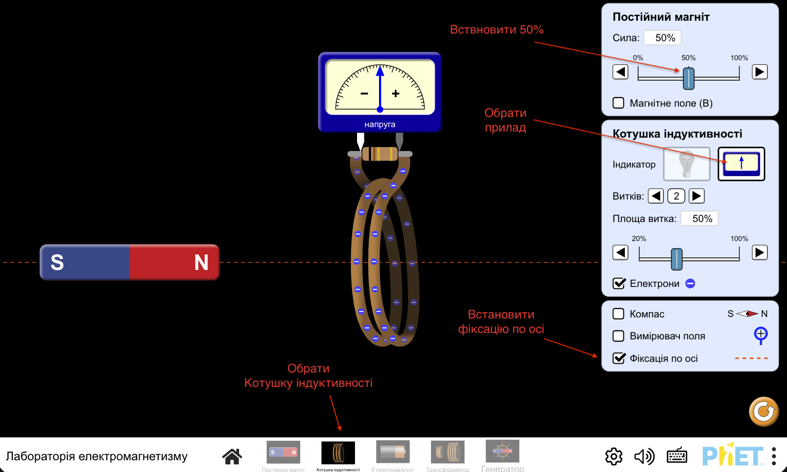 Постійний магніт
Сила: 50%
0% 50% 100%
Магнітне поле (B)
Вствновити 50%
Обрати
прилад
напруга
Котушка індуктивності
Індикатор
Витків: 2
Площа витка: 50%
20% 100%
Електрони
S N
Встановити
фіксацію по осі
Компас S N
Вимірювач поля
Фіксація по осі
Обрати
Котушку індуктивності
Лабораторія електромагнетизму
S N
Постійний магніт
Котушка індуктивності
Електромагніт
Трансформатор
Генератор
PhET